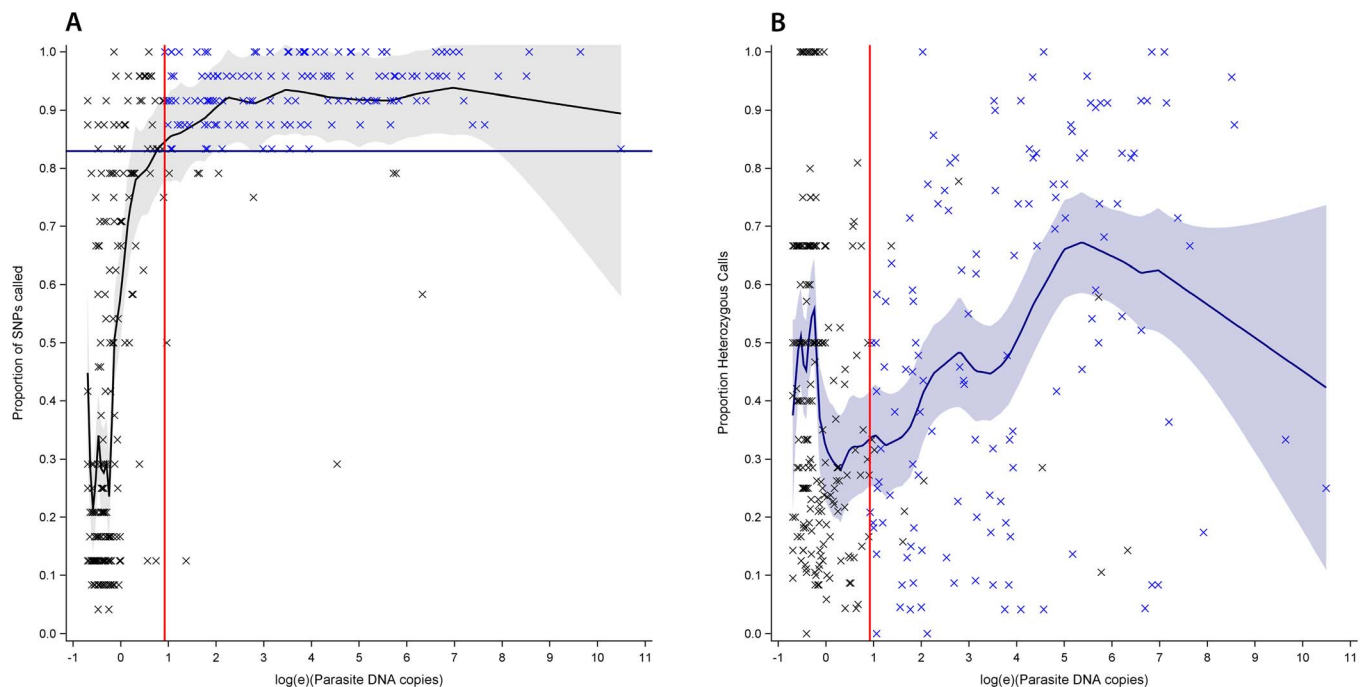 A
Proportion of SNPs called
1.0
0.9
0.8
0.7
0.6
0.5
0.4
0.3
0.2
0.1
0.0
-1 0 1 2 3 4 5 6 7 8 9 10 11
log(e)(Parasite DNA copies)
B
Proportion Heterozygous Calls
1.0
0.9
0.8
0.7
0.6
0.5
0.4
0.3
0.2
0.1
0.0
-1 0 1 2 3 4 5 6 7 8 9 10 11
log(e)(Parasite DNA copies)